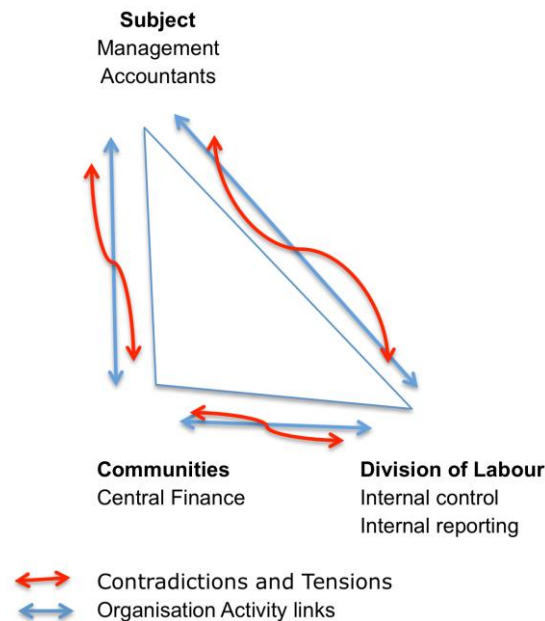 Subject
Management
Accountants
Communities
Central Finance
Division of Labour
Internal control
Internal reporting
Contradictions and Tensions
Organisation Activity links